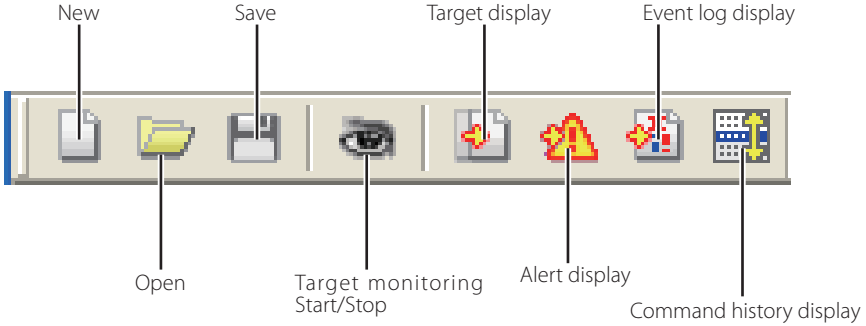 New
Save
Target display
Event log display
Open
Target monitoring
Start/Stop
Alert display
Command history display